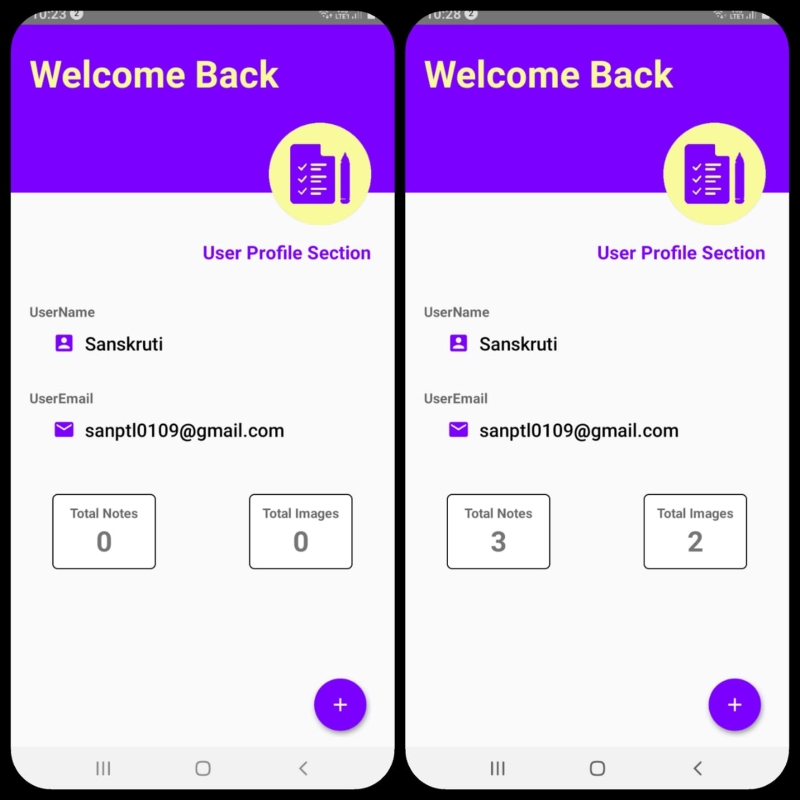 10:23 2
Welcome Back
User Profile Section
UserName
Sanskruti
UserEmail
sanptl0109@gmail.com
Total Notes
0
Total Images
0
+
10:28 2
Welcome Back
User Profile Section
UserName
Sanskruti
UserEmail
sanptl0109@gmail.com
Total Notes
3
Total Images
2
+